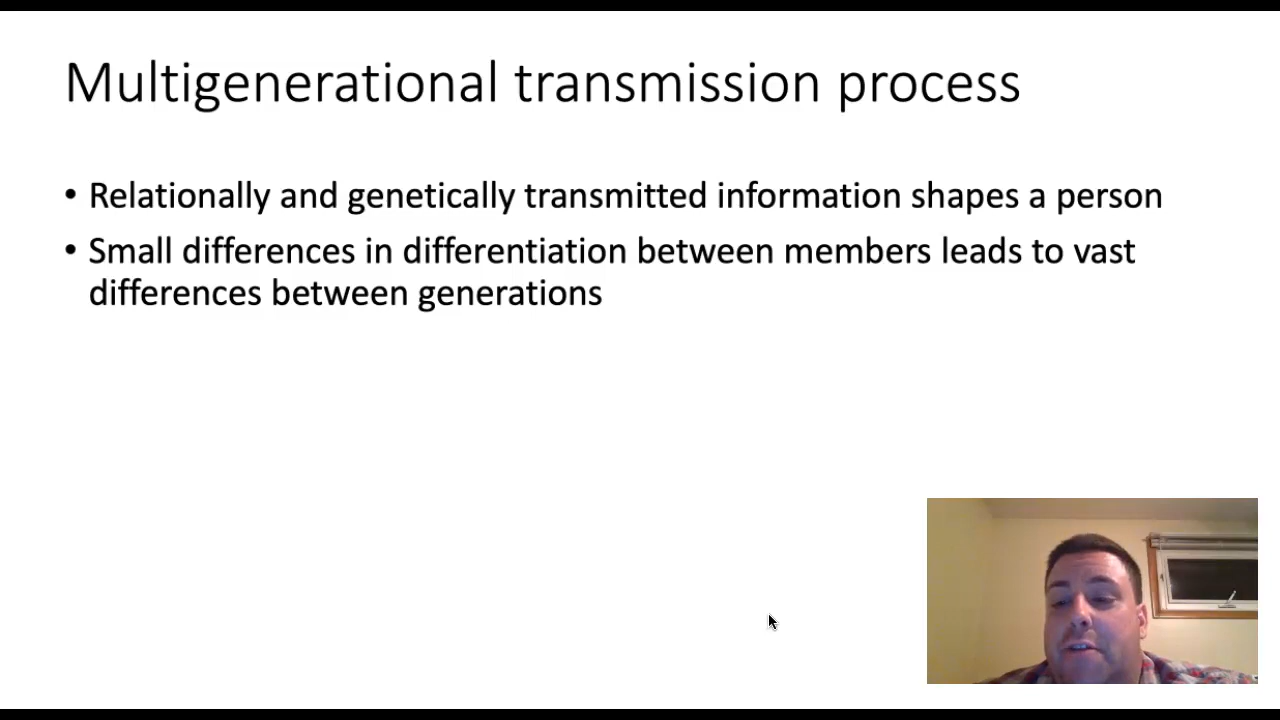 Multigenerational transmission process
• Relationally and genetically transmitted information shapes a person
• Small differences in differentiation between members leads to vast
differences between generations